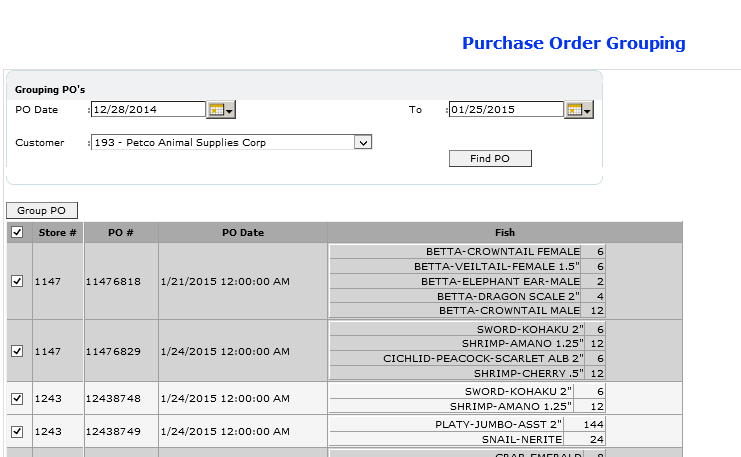 Purchase Order Grouping
Grouping PO's
PO Date : 12/28/2014 To : 01/25/2015
Customer : 193 - Petco Animal Supplies Corp
Find PO
Group PO
Store # PO # PO Date Fish
BETTA-CROWNTAIL FEMALE 6
BETTA-VEILTAIL-FEMALE 1.5" 6
1147 11476818 1/21/2015 12:00:00 AM BETTA-ELEPHANT EAR-MALE 2
BETTA-DRAGON SCALE 2" 4
BETTA-CROWNTAIL MALE 12
SWORD-KOHAKU 2" 6
SHRIMP-AMANO 1.25" 12
1147 11476829 1/24/2015 12:00:00 AM CICHLID-PEACOCK-SCARLET ALB 2" 6
SHRIMP-CHERRY .5" 12
SWORD-KOHAKU 2" 6
1243 12438748 1/24/2015 12:00:00 AM SHRIMP-AMANO 1.25" 12
PLATY-JUMBO-ASST 2" 144
1243 12438749 1/24/2015 12:00:00 AM SNAIL-NERITE 24
CRAB-EMERALD 8